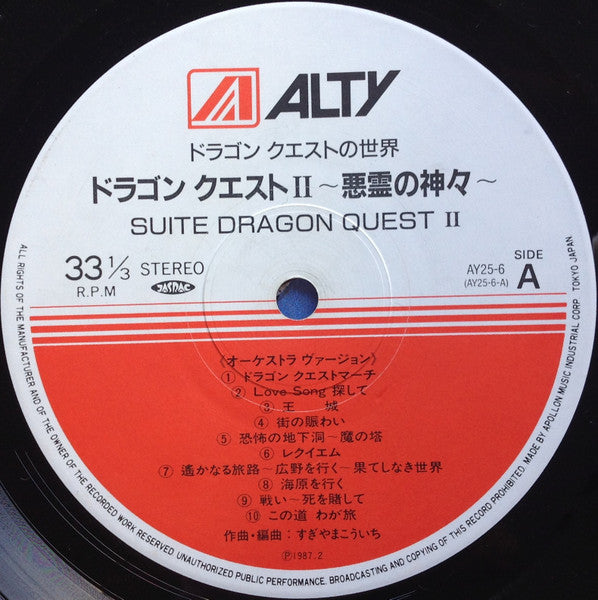 ALTY
ドラゴン クエストの世界
ドラゴン クエストII～悪霊の神々～
SUITE DRAGON QUEST II
33 1/3 STEREO
R.P.M
JASRAC
AY25-6
(AY25-6-A)
SIDE
A
《オーケストラ ヴァージョン》
① ドラゴン クエストマーチ
② Love Song 探して
③ 王 城
④ 街の賑わい
⑤ 恐怖の地下洞～魔の塔
⑥ レクイエム
⑦ 遙かなる旅路～広野を行く～果てしなき世界
⑧ 海原を行く
⑨ 戦い～死を賭して
⑩ この道 わが旅
作曲・編曲：すぎやまこういち
Ⓟ1987.2
ALL RIGHTS OF THE MANUFACTURER AND OF THE OWNER OF THE RECORDED WORK RESERVED. UNAUTHORIZED PUBLIC PERFORMANCE. BROADCASTING AND COPYING OF THIS RECORD PROHIBITED. MADE BY APOLLON MUSIC INDUSTRIAL CORP. TOKYO JAPAN.